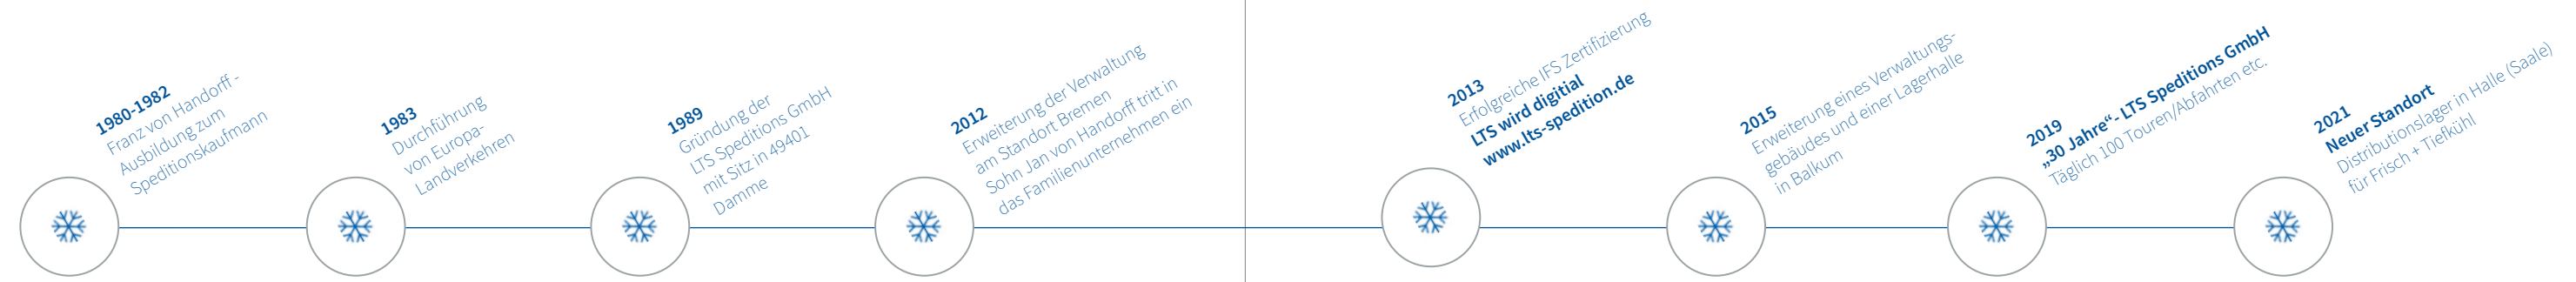 1980-1982
Franz von Handorff -
Ausbildung zum
Speditionskaufmann
1983
Durchführung
von Europa-
Landverkehren
1989
Gründung der
LTS Speditions GmbH
mit Sitz in 49401
Damme
2012
Erweiterung der Verwaltung
am Standort Bremen
Sohn Jan von Handorff tritt in
das Familienunternehmen ein
2013
Erfolgreiche IFS Zertifizierung
LTS wird digitial
www.lts-spedition.de
2015
Erweiterung eines Verwaltungs-
gebäudes und einer Lagerhalle
in Balkum
2019
„30 Jahre“- LTS Speditions GmbH
Täglich 100 Touren/Abfahrten etc.
2021
Neuer Standort
Distributionslager in Halle (Saale)
für Frisch + Tiefkühl